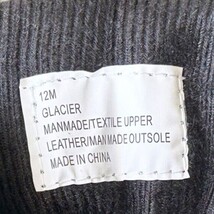 12M
GLACIER
MANMADE/TEXTILE UPPER
LEATHER/MAN MADE OUTSOLE
MADE IN CHINA